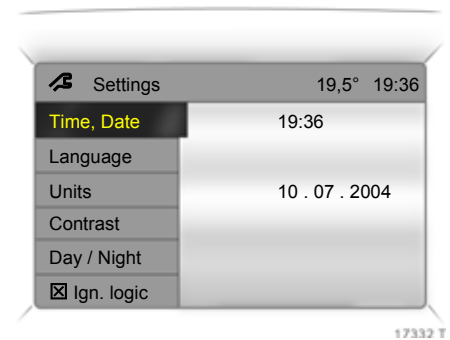 Settings 19,5° 19:36
Time, Date 19:36
Language
Units 10 . 07 . 2004
Contrast
Day / Night
☒ Ign. logic
17332 T